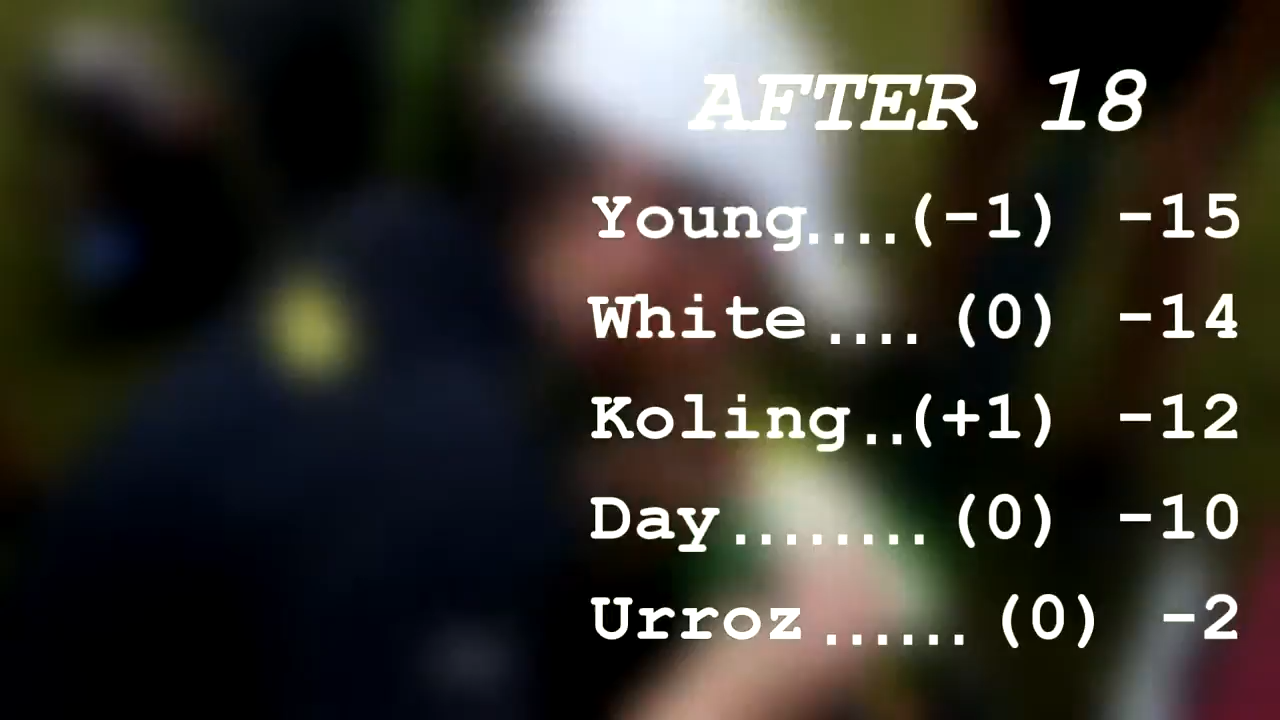 AFTER 18
Young....(-1) -15
White .... (0) -14
Koling ..(+1) -12
Day ........ (0) -10
Urroz ...... (0) -2